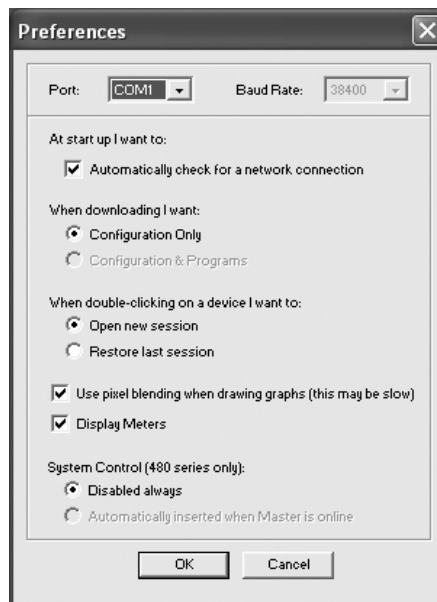 Preferences
Port: COM1 Baud Rate: 38400
At start up I want to:
Automatically check for a network connection
When downloading I want:
Configuration Only
Configuration & Programs
When double-clicking on a device I want to:
Open new session
Restore last session
Use pixel blending when drawing graphs (this may be slow)
Display Meters
System Control (480 series only):
Disabled always
Automatically inserted when Master is online
OK Cancel